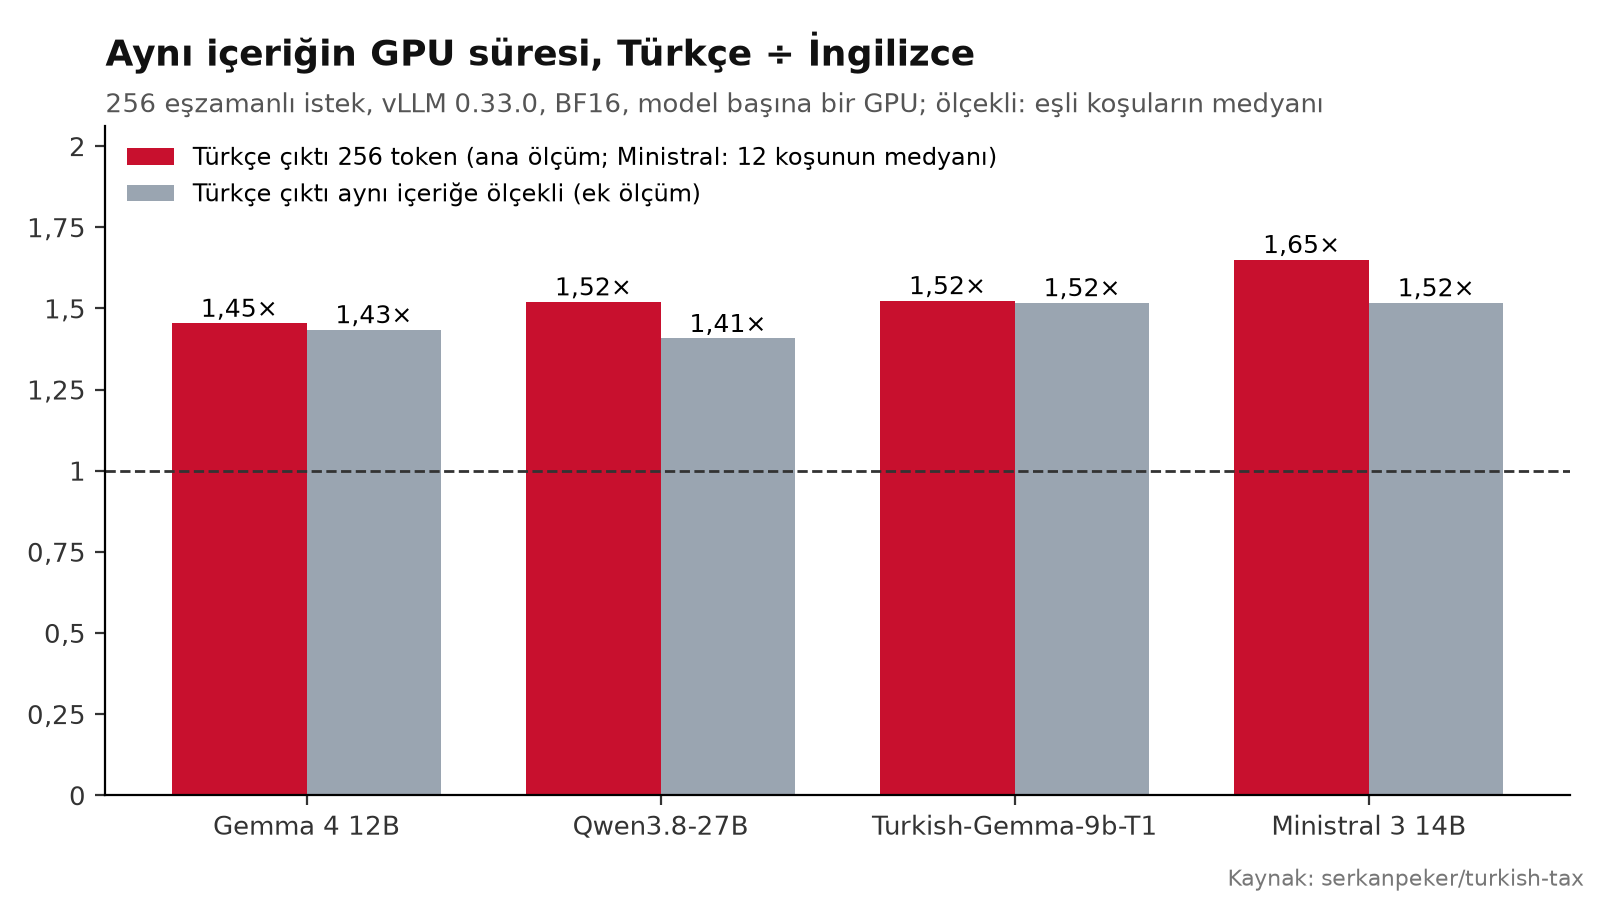 Aynı içeriğin GPU süresi, Türkçe ÷ İngilizce
256 eşzamanlı istek, vLLM 0.33.0, BF16, model başına bir GPU; ölçekli: eşli koşuların medyanı
Türkçe çıktı 256 token (ana ölçüm; Ministral: 12 koşunun medyanı)
Türkçe çıktı aynı içeriğe ölçekli (ek ölçüm)
2
1,75
1,5
1,25
1
0,75
0,5
0,25
0
1,45×
1,43×
1,52×
1,41×
1,52×
1,52×
1,65×
1,52×
Gemma 4 12B
Qwen3.8-27B
Turkish-Gemma-9b-T1
Ministral 3 14B
Kaynak: serkanpeker/turkish-tax